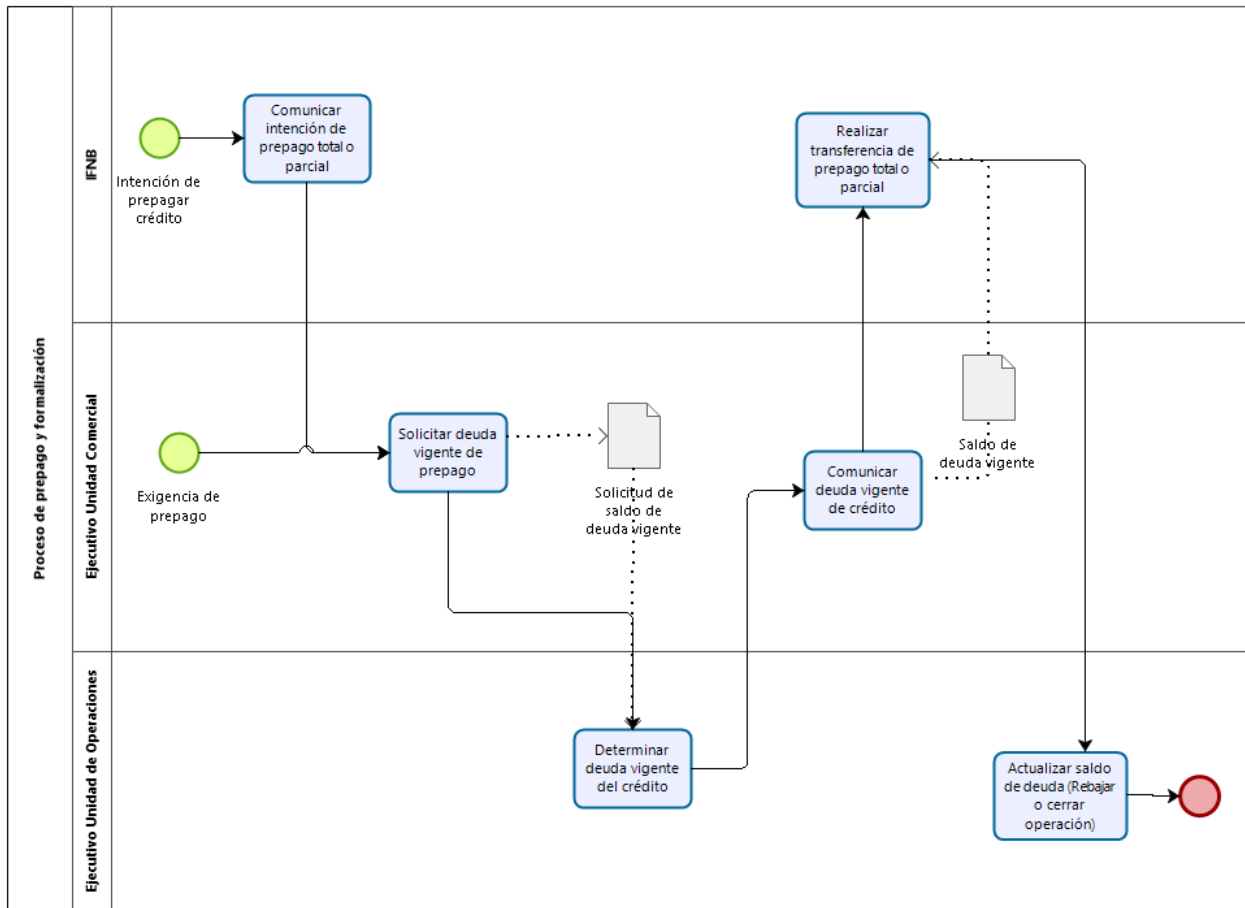 Proceso de prepago y formalización
IFNB
Intención de
prepagar
crédito
Comunicar
intención de
prepago total o
parcial
Realizar
transferencia de
prepago total o
parcial
Ejecutivo Unidad Comercial
Exigencia de
prepago
Solicitar deuda
vigente de
prepago
Solicitud de
saldo de
deuda vigente
Comunicar
deuda vigente
de crédito
Saldo de
deuda vigente
Ejecutivo Unidad de Operaciones
Determinar
deuda vigente
del crédito
Actualizar saldo
de deuda (Rebajar
o cerrar
operación)